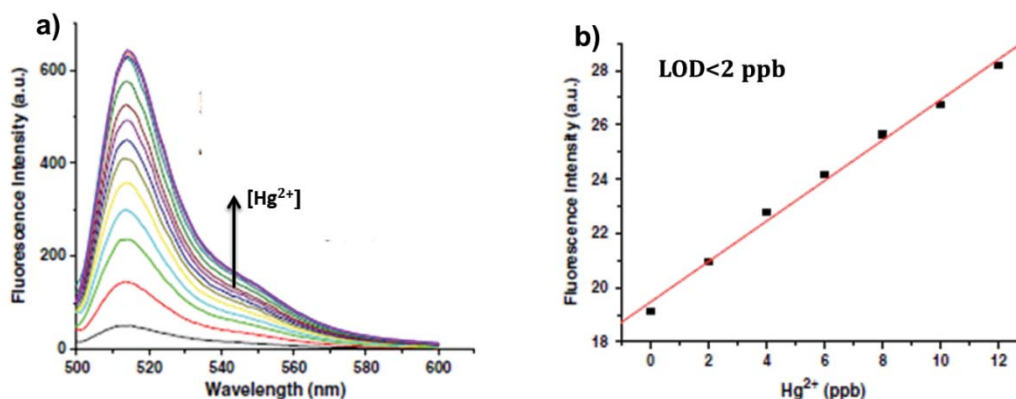 a)
Fluorescence Intensity (a.u.)
600
400
200
0
[Hg²⁺]
500 520 540 560 580 600
Wavelength (nm)
b)
LOD<2 ppb
Fluorescence Intensity (a.u.)
28
26
24
22
20
18
0 2 4 6 8 10 12
Hg²⁺ (ppb)